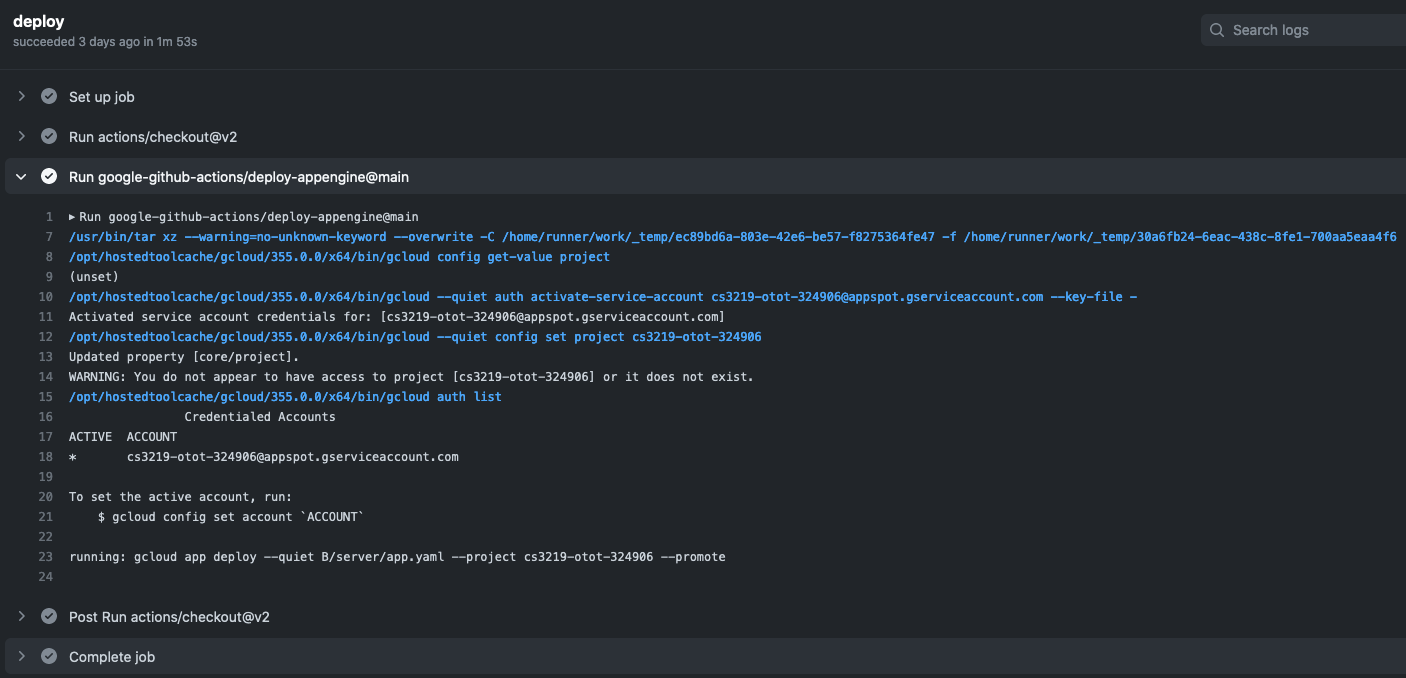 deploy
succeeded 3 days ago in 1m 53s
Search logs
Set up job
Run actions/checkout@v2
Run google-github-actions/deploy-appengine@main
1 ▶ Run google-github-actions/deploy-appengine@main
7 /usr/bin/tar xz --warning=no-unknown-keyword --overwrite -C /home/runner/work/_temp/ec89bd6a-803e-42e6-be57-f8275364fe47 -f /home/runner/work/_temp/30a6fb24-6eac-438c-8fe1-700aa5eaa4f6
8 /opt/hostedtoolcache/gcloud/355.0.0/x64/bin/gcloud config get-value project
9 (unset)
10 /opt/hostedtoolcache/gcloud/355.0.0/x64/bin/gcloud --quiet auth activate-service-account cs3219-otot-324906@appspot.gserviceaccount.com --key-file -
11 Activated service account credentials for: [cs3219-otot-324906@appspot.gserviceaccount.com]
12 /opt/hostedtoolcache/gcloud/355.0.0/x64/bin/gcloud --quiet config set project cs3219-otot-324906
13 Updated property [core/project].
14 WARNING: You do not appear to have access to project [cs3219-otot-324906] or it does not exist.
15 /opt/hostedtoolcache/gcloud/355.0.0/x64/bin/gcloud auth list
16 Credentialed Accounts
17 ACTIVE ACCOUNT
18 * cs3219-otot-324906@appspot.gserviceaccount.com
19
20 To set the active account, run:
21 $ gcloud config set account `ACCOUNT`
22
23 running: gcloud app deploy --quiet B/server/app.yaml --project cs3219-otot-324906 --promote
24
Post Run actions/checkout@v2
Complete job